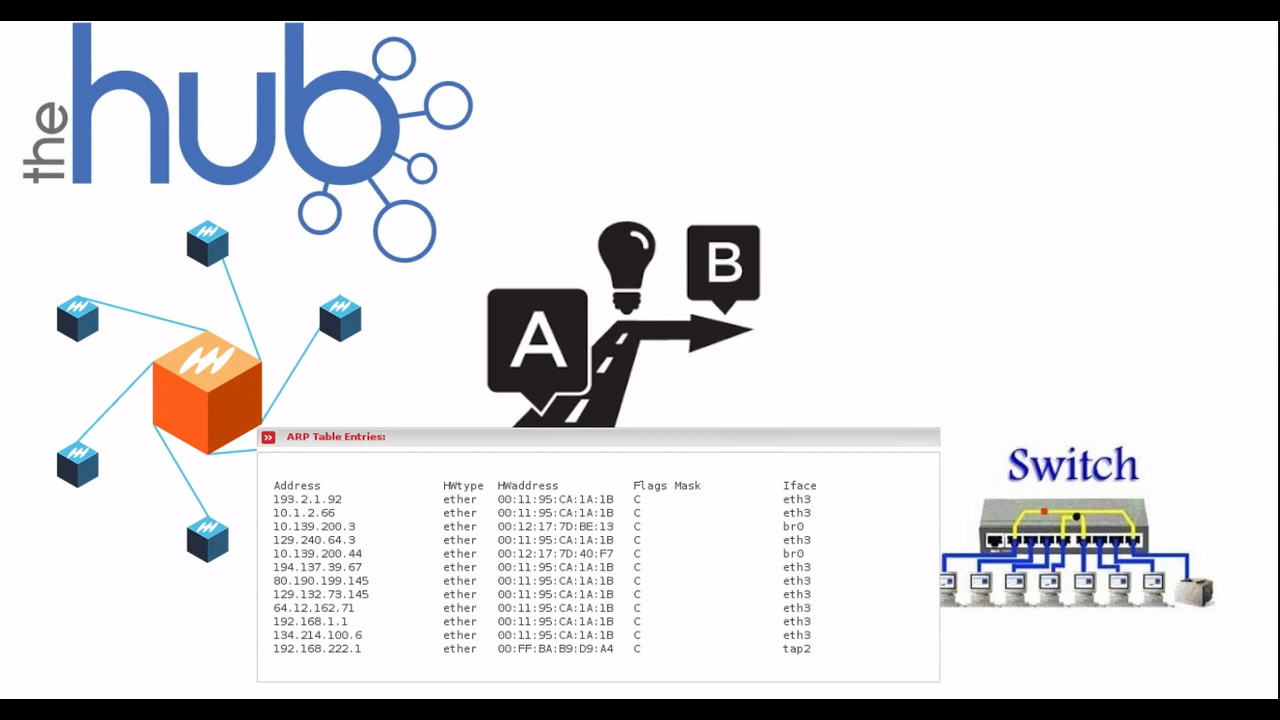 the hub
A
B
ARP Table Entries:
Address HWtype HWaddress Flags Mask Iface
193.2.1.92 ether 00:11:95:CA:1A:1B C eth3
10.1.2.66 ether 00:11:95:CA:1A:1B C eth3
10.139.200.3 ether 00:12:17:7D:BE:13 C br0
129.240.64.3 ether 00:11:95:CA:1A:1B C eth3
10.139.200.44 ether 00:12:17:7D:40:F7 C br0
194.137.39.67 ether 00:11:95:CA:1A:1B C eth3
80.190.199.145 ether 00:11:95:CA:1A:1B C eth3
129.132.73.145 ether 00:11:95:CA:1A:1B C eth3
64.12.162.71 ether 00:11:95:CA:1A:1B C eth3
192.168.1.1 ether 00:11:95:CA:1A:1B C eth3
134.214.100.6 ether 00:11:95:CA:1A:1B C eth3
192.168.222.1 ether 00:FF:BA:B9:D9:A4 C tap2
Switch